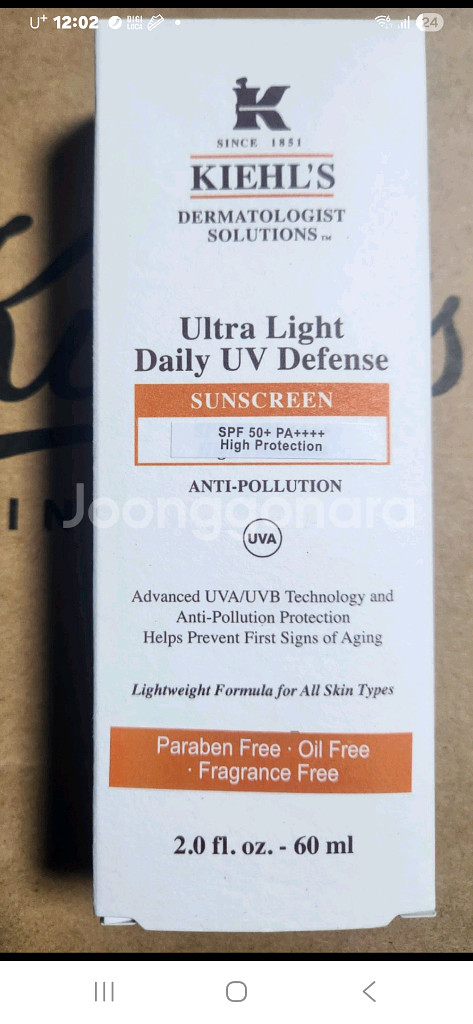 U+ 12:02 24
K
SINCE 1851
KIEHL'S
DERMATOLOGIST
SOLUTIONS™
Ultra Light
Daily UV Defense
SUNSCREEN
SPF 50+ PA++++
High Protection
ANTI-POLLUTION
Joonggonara
UVA
Advanced UVA/UVB Technology and
Anti-Pollution Protection
Helps Prevent First Signs of Aging
Lightweight Formula for All Skin Types
Paraben Free · Oil Free
· Fragrance Free
2.0 fl. oz. - 60 ml